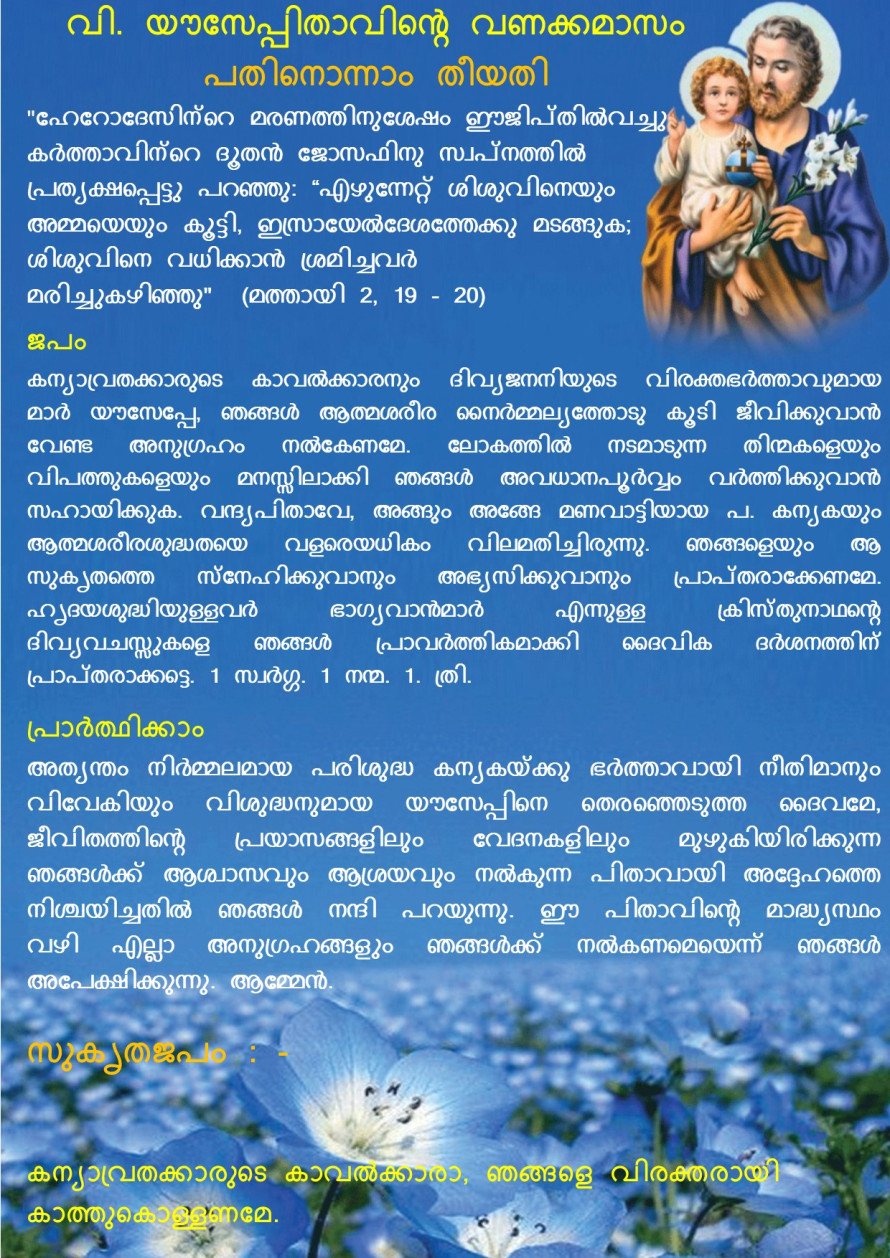 വി. യൗസേപ്പിതാവിന്റെ വണക്കമാസം
പതിനൊന്നാം തീയതി
"ഹേറോദേസിന്റെ മരണത്തിനുശേഷം ഈജിപ്തിൽവച്ചു
കർത്താവിന്റെ ദൂതൻ ജോസഫിനു സ്വപ്നത്തിൽ
പ്രത്യക്ഷപ്പെട്ടു പറഞ്ഞു: “എഴുന്നേറ്റ് ശിശുവിനെയും
അമ്മയെയും കൂട്ടി, ഇസ്രായേൽദേശത്തേക്കു മടങ്ങുക;
ശിശുവിനെ വധിക്കാൻ ശ്രമിച്ചവർ
മരിച്ചുകഴിഞ്ഞു" (മത്തായി 2, 19 - 20)
ജപം
കന്യാവ്രതക്കാരുടെ കാവൽക്കാരനും ദിവ്യജനനിയുടെ വിരക്തഭർത്താവുമായ
മാർ യൗസേപ്പേ, ഞങ്ങൾ ആത്മശരീര നൈർമ്മല്യത്തോടു കൂടി ജീവിക്കുവാൻ
വേണ്ട അനുഗ്രഹം നൽകേണമേ. ലോകത്തിൽ നടമാടുന്ന തിന്മകളെയും
വിപത്തുകളെയും മനസ്സിലാക്കി ഞങ്ങൾ അവധാനപൂർവ്വം വർത്തിക്കുവാൻ
സഹായിക്കുക. വന്ദ്യപിതാവേ, അങ്ങും അങ്ങേ മണവാട്ടിയായ പ. കന്യകയും
ആത്മശരീരശുദ്ധതയെ വളരെയധികം വിലമതിച്ചിരുന്നു. ഞങ്ങളെയും ആ
സുകൃതത്തെ സ്നേഹിക്കുവാനും അഭ്യസിക്കുവാനും പ്രാപ്തരാക്കേണമേ.
ഹൃദയശുദ്ധിയുള്ളവർ ഭാഗ്യവാൻമാർ എന്നുള്ള ക്രിസ്തുനാഥന്റെ
ദിവ്യവചസ്സുകളെ ഞങ്ങൾ പ്രാവർത്തികമാക്കി ദൈവിക ദർശനത്തിന്
പ്രാപ്തരാക്കട്ടെ. 1 സ്വർഗ്ഗ. 1 നന്മ. 1. ത്രി.
പ്രാർത്ഥിക്കാം
അത്യന്തം നിർമ്മലമായ പരിശുദ്ധ കന്യകയ്ക്കു ഭർത്താവായി നീതിമാനും
വിവേകിയും വിശുദ്ധനുമായ യൗസേപ്പിനെ തെരഞ്ഞെടുത്ത ദൈവമേ,
ജീവിതത്തിന്റെ പ്രയാസങ്ങളിലും വേദനകളിലും മുഴുകിയിരിക്കുന്ന
ഞങ്ങൾക്ക് ആശ്വാസവും ആശ്രയവും നൽകുന്ന പിതാവായി അദ്ദേഹത്തെ
നിശ്ചയിച്ചതിൽ ഞങ്ങൾ നന്ദി പറയുന്നു. ഈ പിതാവിന്റെ മാദ്ധ്യസ്ഥം
വഴി എല്ലാ അനുഗ്രഹങ്ങളും ഞങ്ങൾക്ക് നൽകണമെയെന്ന് ഞങ്ങൾ
അപേക്ഷിക്കുന്നു. ആമ്മേൻ.
സുകൃതജപം : -
കന്യാവ്രതക്കാരുടെ കാവൽക്കാരാ, ഞങ്ങളെ വിരക്തരായി
കാത്തുകൊള്ളണമേ.